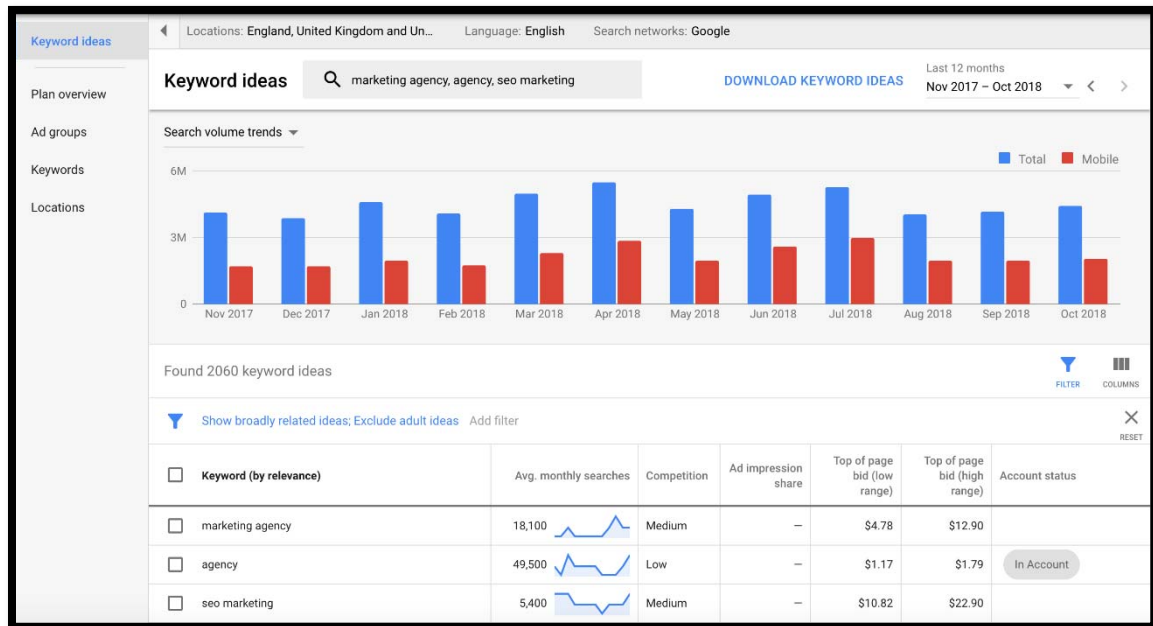 Keyword ideas
Plan overview
Ad groups
Keywords
Locations
Locations: England, United Kingdom and Un... Language: English Search networks: Google
Keyword ideas marketing agency, agency, seo marketing DOWNLOAD KEYWORD IDEAS Last 12 months
Nov 2017 – Oct 2018
Search volume trends
Total Mobile
6M
3M
0
Nov 2017 Dec 2017 Jan 2018 Feb 2018 Mar 2018 Apr 2018 May 2018 Jun 2018 Jul 2018 Aug 2018 Sep 2018 Oct 2018
Found 2060 keyword ideas
FILTER COLUMNS
Show broadly related ideas; Exclude adult ideas Add filter
RESET
Keyword (by relevance) Avg. monthly searches Competition Ad impression share Top of page bid (low range) Top of page bid (high range) Account status
marketing agency 18,100 Medium – $4.78 $12.90
agency 49,500 Low – $1.17 $1.79 In Account
seo marketing 5,400 Medium – $10.82 $22.90